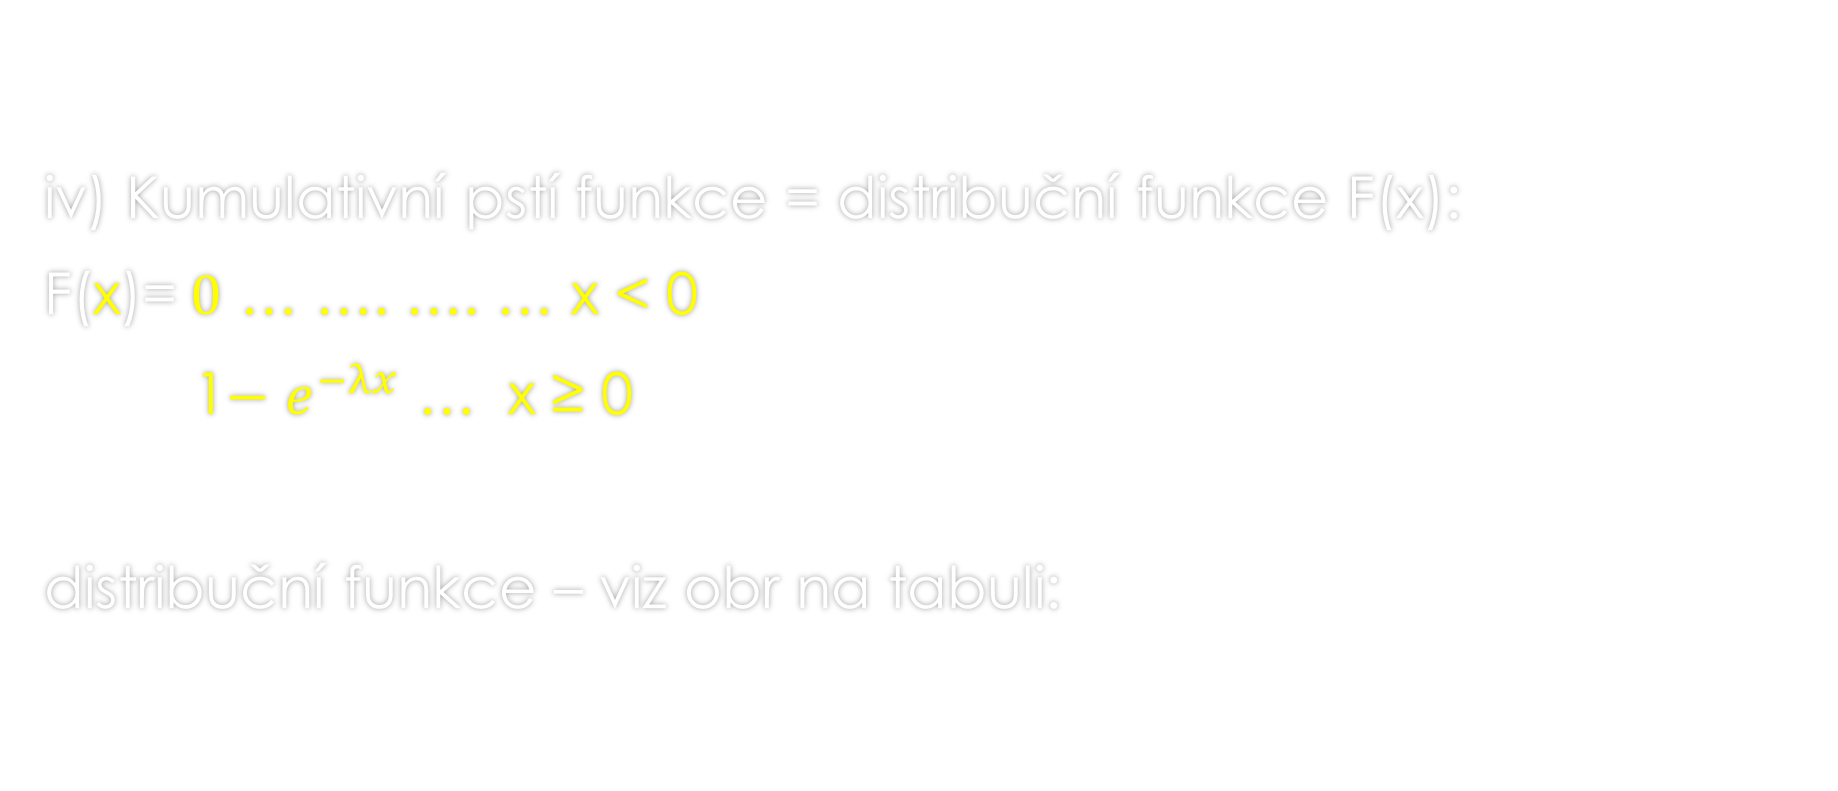 iv) Kumulativní pstí funkce = distribuční funkce F(x):
F(x)= 0 … …. …. … x < 0
1− e^{−λx} … x ≥ 0
distribuční funkce – viz obr na tabuli: